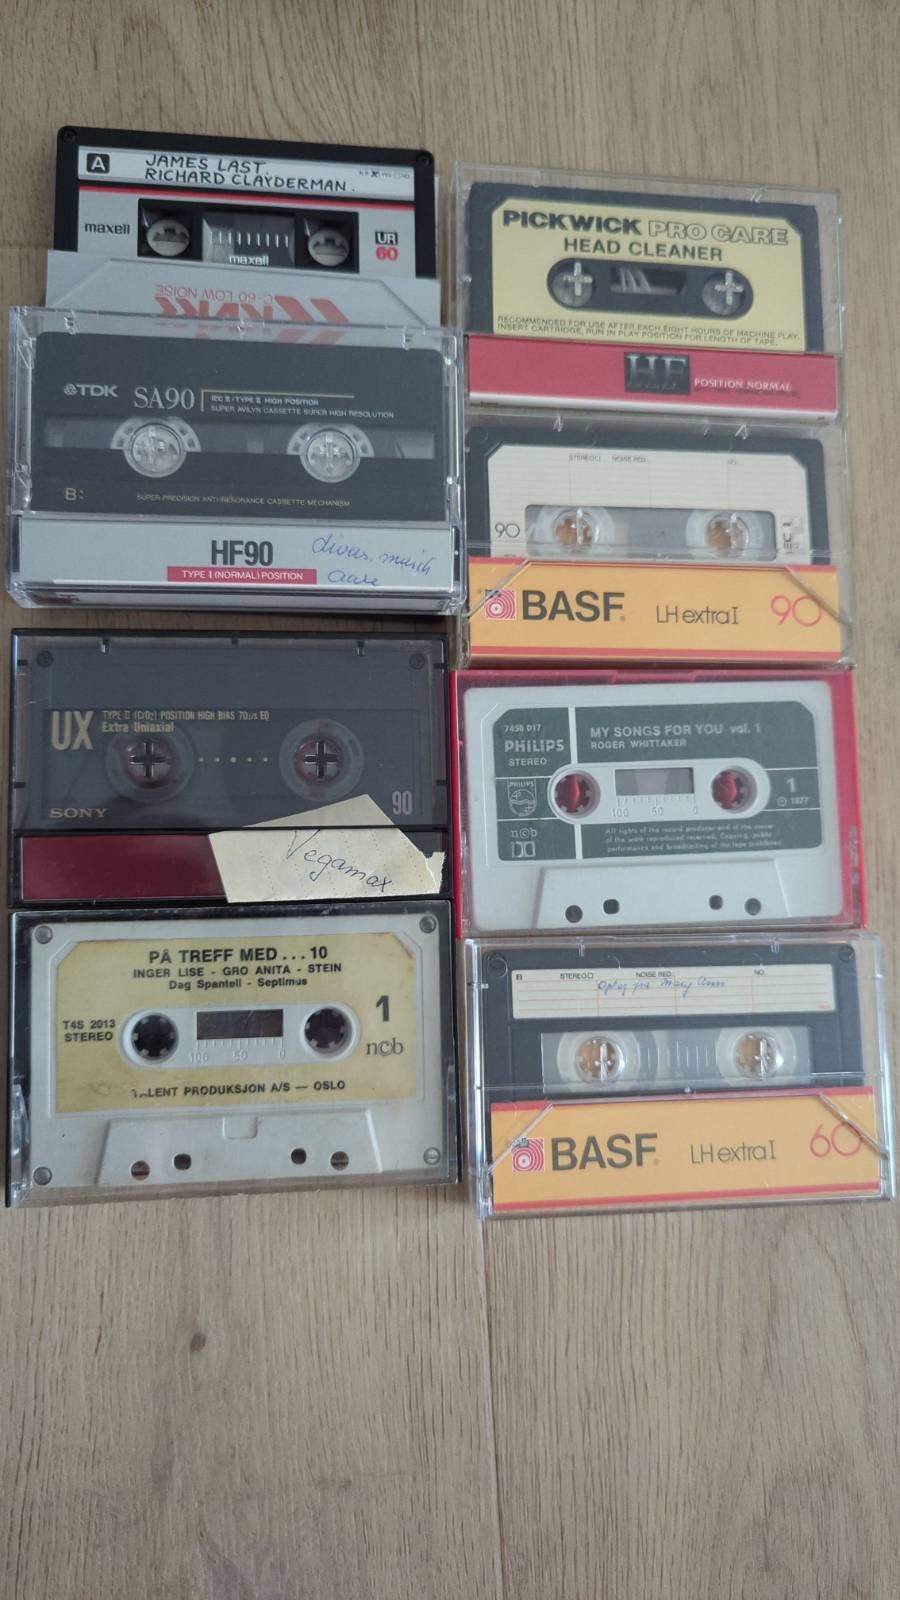 A
JAMES LAST.
RICHARD CLAYDERMAN.
maxell
UR
60
maxell
C-60 LOW NOISE
TDK SA90
IEC II/TYPE II HIGH POSITION
SUPER AVILYN CASSETTE SUPER HIGH RESOLUTION
B:
SUPER PRECISION ANTI-RESONANCE CASSETTE MECHANISM
HF90
TYPE I (NORMAL) POSITION
UX
TYPE II (CrO2) POSITION HIGH BIAS 70µs EQ
Extra Uniaxial
SONY
90
Vegamax
PÅ TREFF MED...10
INGER LISE - GRO ANITA - STEIN
Dag Spantell - Septimus
T4S 2013
STEREO
1
ncb
100 50 0
TALENT PRODUKSJON A/S — OSLO
PICKWICK PRO CARE
HEAD CLEANER
RECOMMENDED FOR USE AFTER EACH EIGHT HOURS OF MACHINE PLAY.
INSERT CARTRIDGE, RUN IN PLAY POSITION FOR LENGTH OF TAPE.
HF
POSITION NORMAL
STEREO NOISE RED.
90
BASF LH extra I 90
7458 017
PHILIPS
STEREO
MY SONGS FOR YOU vol. 1
ROGER WHITTAKER
PHILIPS
1
℗ 1977
100 50 0
ncb
All rights of the record producer and of the owner
of the work reproduced reserved. Copying, public
performance and broadcasting of this tape prohibited
B STEREO NOISE RED. NO.
BASF LH extra I 60